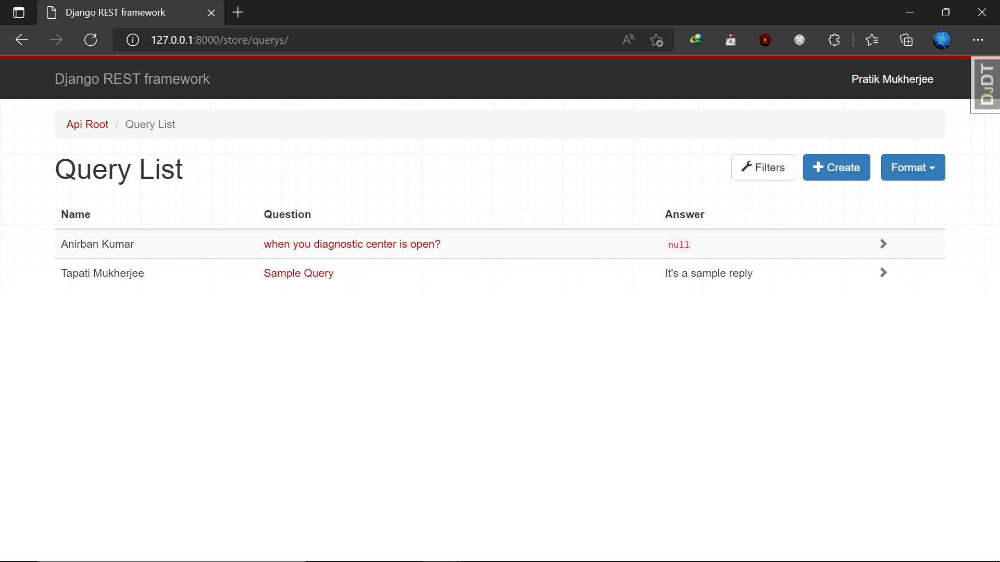 Django REST framework
127.0.0.1:8000/store/querys/
Django REST framework
Pratik Mukherjee
DJDT
Api Root / Query List
Query List
Filters
Create
Format
Name Question Answer
Anirban Kumar when you diagnostic center is open? null
Tapati Mukherjee Sample Query It's a sample reply